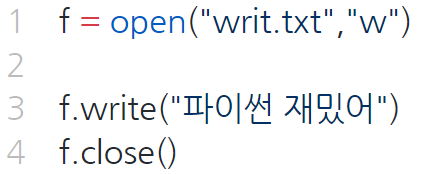 1 f = open("writ.txt","w")
2
3 f.write("파이썬 재밌어")
4 f.close()